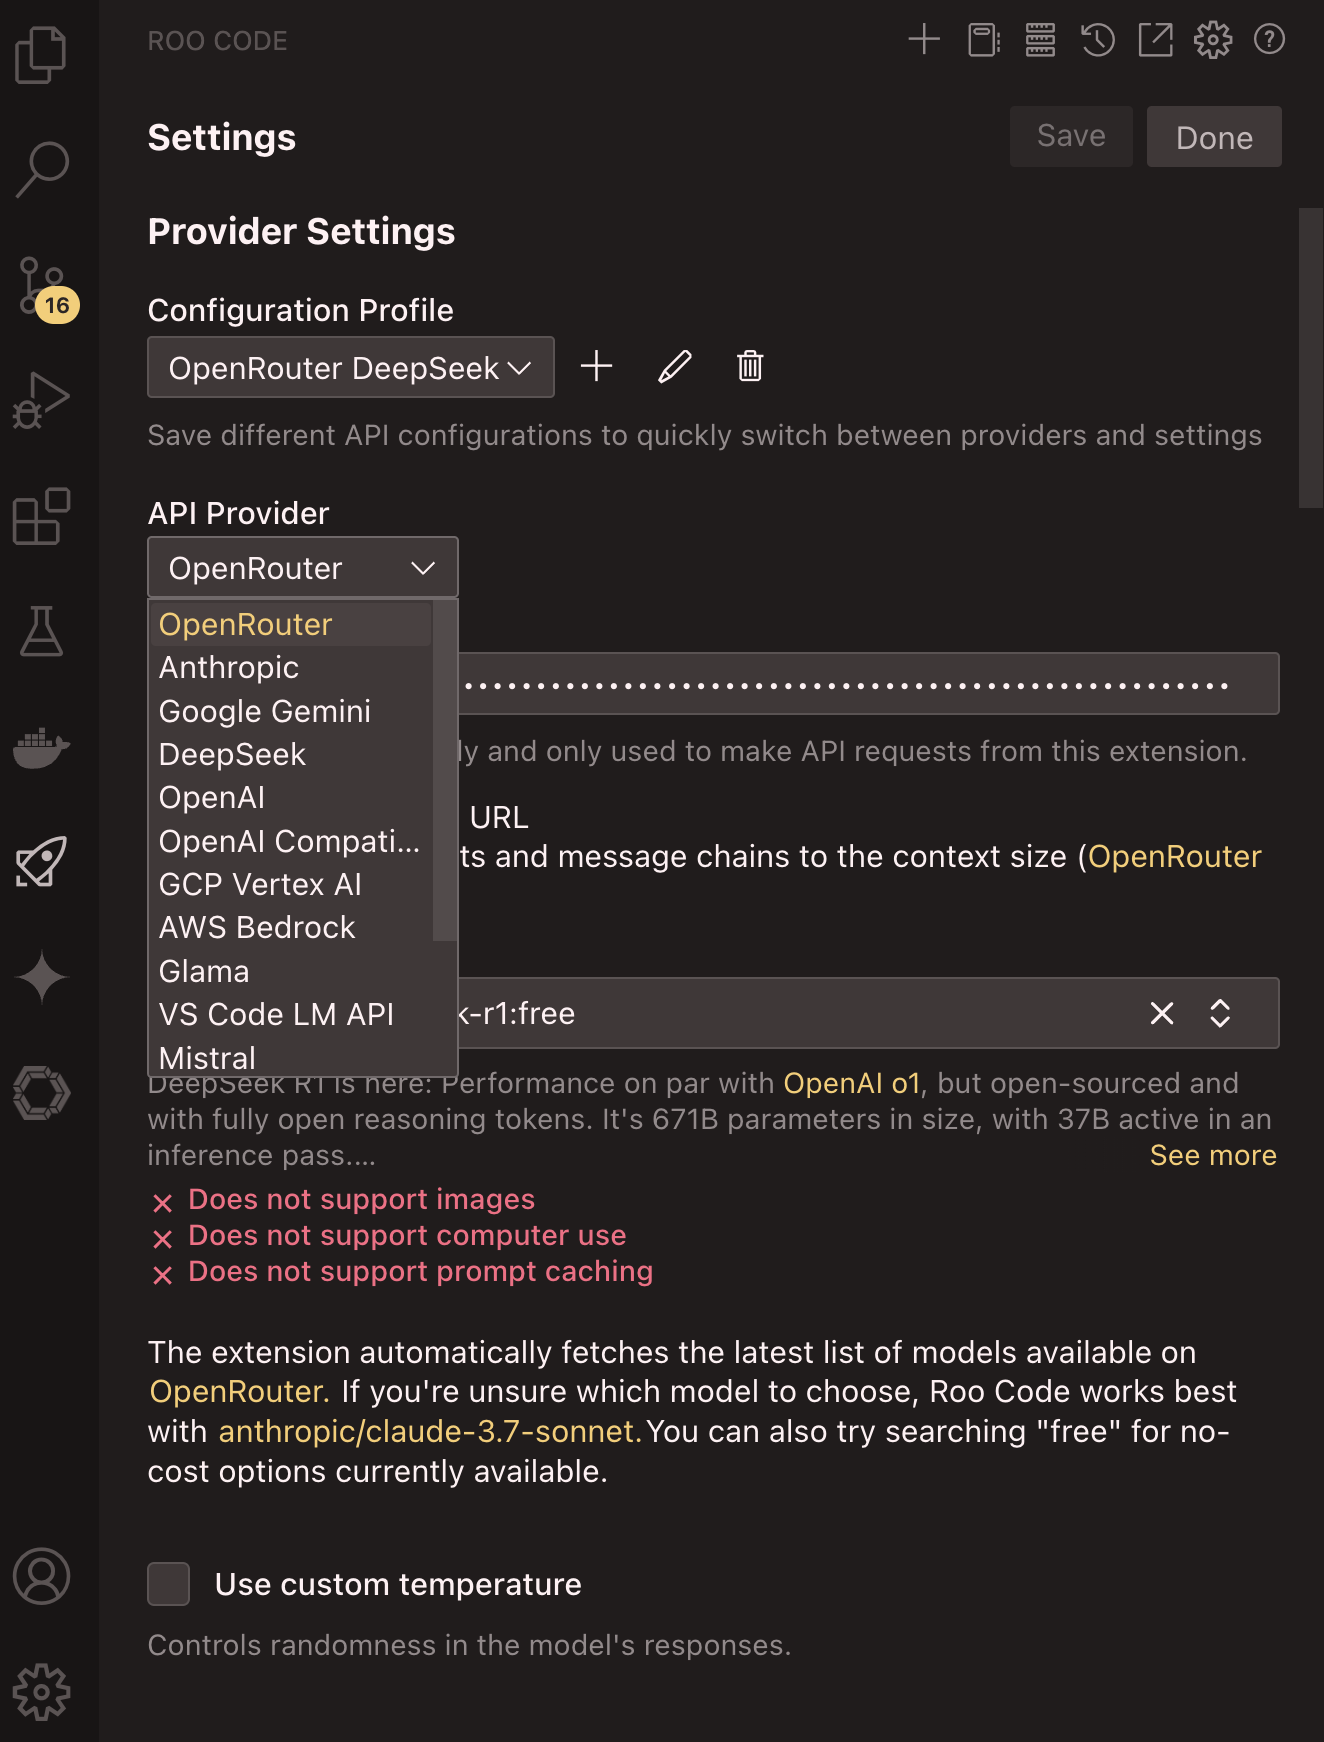 ROO CODE
Settings
Save
Done
Provider Settings
Configuration Profile
OpenRouter DeepSeek
Save different API configurations to quickly switch between providers and settings
API Provider
OpenRouter
OpenRouter
Anthropic
Google Gemini
DeepSeek
OpenAI
OpenAI Compati...
GCP Vertex AI
AWS Bedrock
Glama
VS Code LM API
Mistral
ly and only used to make API requests from this extension.
URL
ts and message chains to the context size (OpenRouter
k-r1:free
DeepSeek R1 is here: Performance on par with OpenAI o1, but open-sourced and
with fully open reasoning tokens. It's 671B parameters in size, with 37B active in an
inference pass....
See more
Does not support images
Does not support computer use
Does not support prompt caching
The extension automatically fetches the latest list of models available on
OpenRouter. If you're unsure which model to choose, Roo Code works best
with anthropic/claude-3.7-sonnet. You can also try searching "free" for no-
cost options currently available.
Use custom temperature
Controls randomness in the model's responses.
16